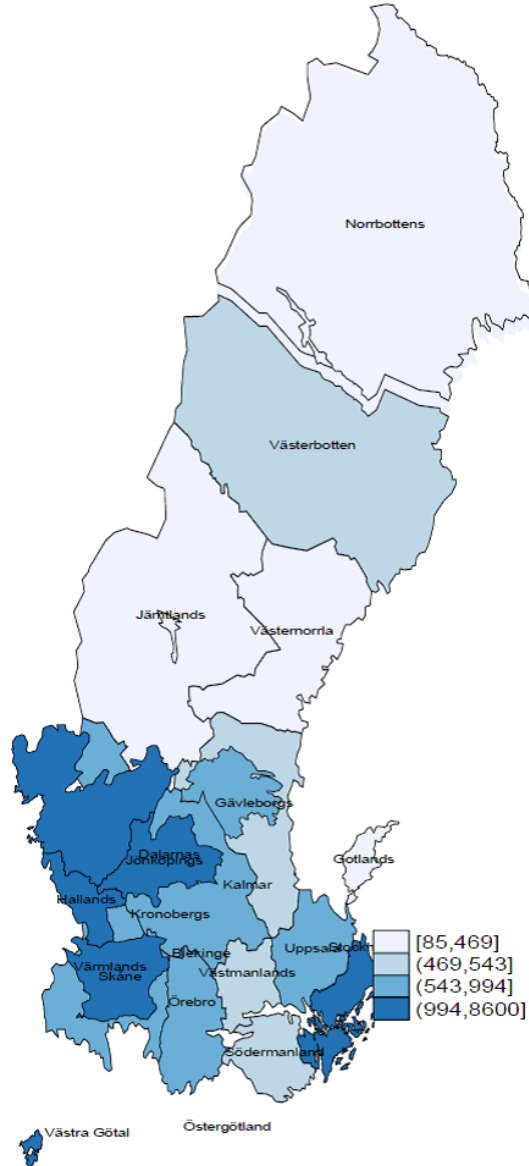 Norrbottens
Västerbotten
Jämtlands
Västernorrla
Gävleborgs
Dalarnas
Jönköpings
Gotlands
Kalmar
Hallands
Kronobergs
Blekinge
Uppsala
Stockh
Värmlands
Skåne
Västmanlands
Örebro
Södermanland
Östergötland
Västra Götal
[85,469]
(469,543]
(543,994]
(994,8600]